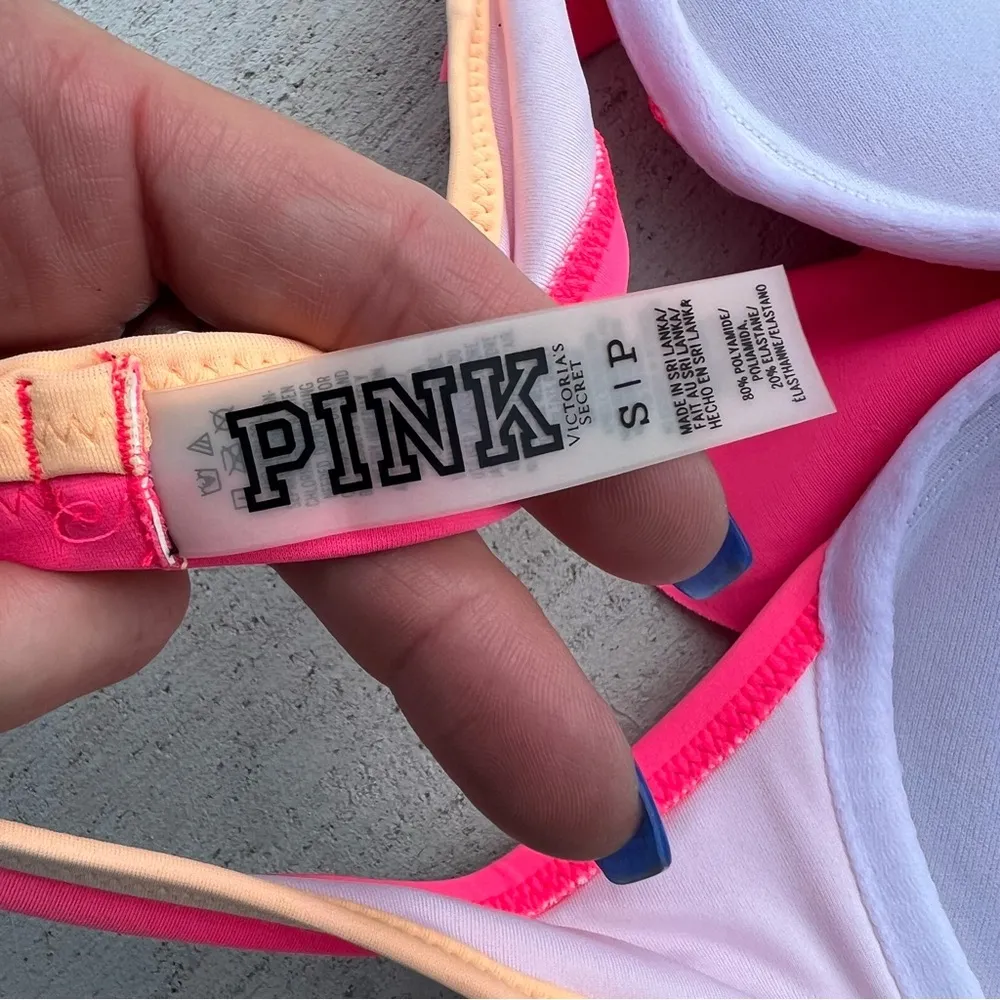 PINK
VICTORIA'S
SECRET
S | P
MADE IN SRI LANKA/
FAIT AU SRI LANKA/
HECHO EN SRI LANKA
80% POLYAMIDE/
POLIAMIDA,
20% ELASTANE/
ÉLASTHANNE/ELASTANO